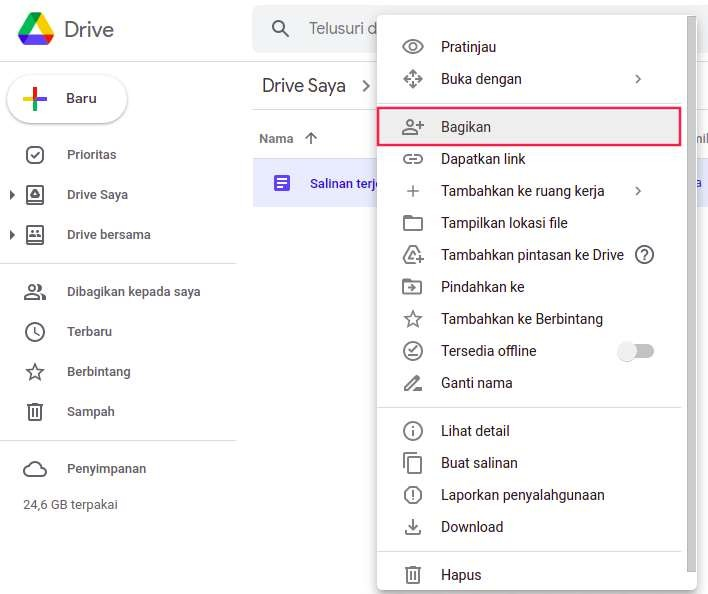 Drive
Telusuri d
Baru
Drive Saya
Nama
Prioritas
Salinan terj
Drive Saya
Drive bersama
Dibagikan kepada saya
Terbaru
Berbintang
Sampah
Penyimpanan
24,6 GB terpakai
Pratinjau
Buka dengan
Bagikan
Dapatkan link
Tambahkan ke ruang kerja
Tampilkan lokasi file
Tambahkan pintasan ke Drive
Pindahkan ke
Tambahkan ke Berbintang
Tersedia offline
Ganti nama
Lihat detail
Buat salinan
Laporkan penyalahgunaan
Download
Hapus